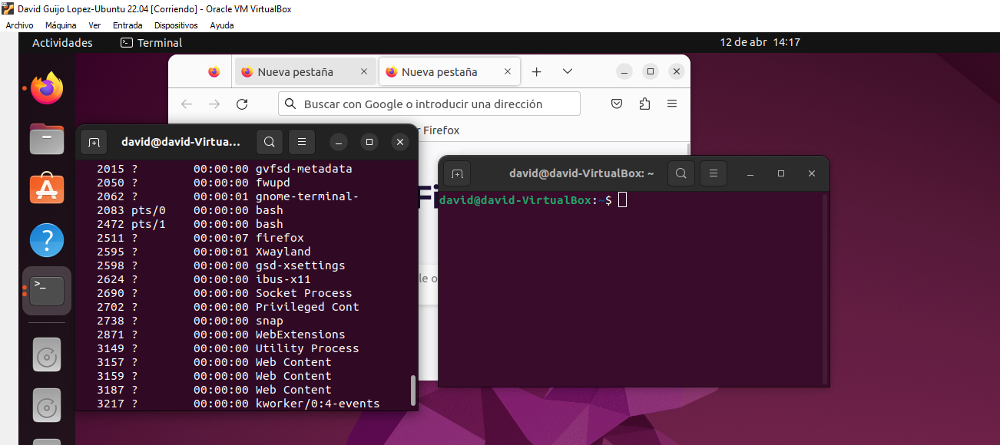 David Guijo Lopez-Ubuntu 22.04 [Corriendo] - Oracle VM VirtualBox
Archivo Máquina Ver Entrada Dispositivos Ayuda
Actividades Terminal 12 de abr 14:17
Nueva pestaña Nueva pestaña
Buscar con Google o introducir una dirección
Firefox
david@david-Virtua...
2015 ? 00:00:00 gvfsd-metadata
2050 ? 00:00:00 fwupd
2062 ? 00:00:01 gnome-terminal-
2083 pts/0 00:00:00 bash
2472 pts/1 00:00:00 bash
2511 ? 00:00:07 firefox
2595 ? 00:00:01 Xwayland
2598 ? 00:00:00 gsd-xsettings
2624 ? 00:00:00 ibus-x11
2690 ? 00:00:00 Socket Process
2702 ? 00:00:00 Privileged Cont
2738 ? 00:00:00 snap
2871 ? 00:00:00 WebExtensions
3149 ? 00:00:00 Utility Process
3157 ? 00:00:00 Web Content
3159 ? 00:00:00 Web Content
3187 ? 00:00:00 Web Content
3217 ? 00:00:00 kworker/0:4-events
david@david-VirtualBox: ~
david@david-VirtualBox:~$